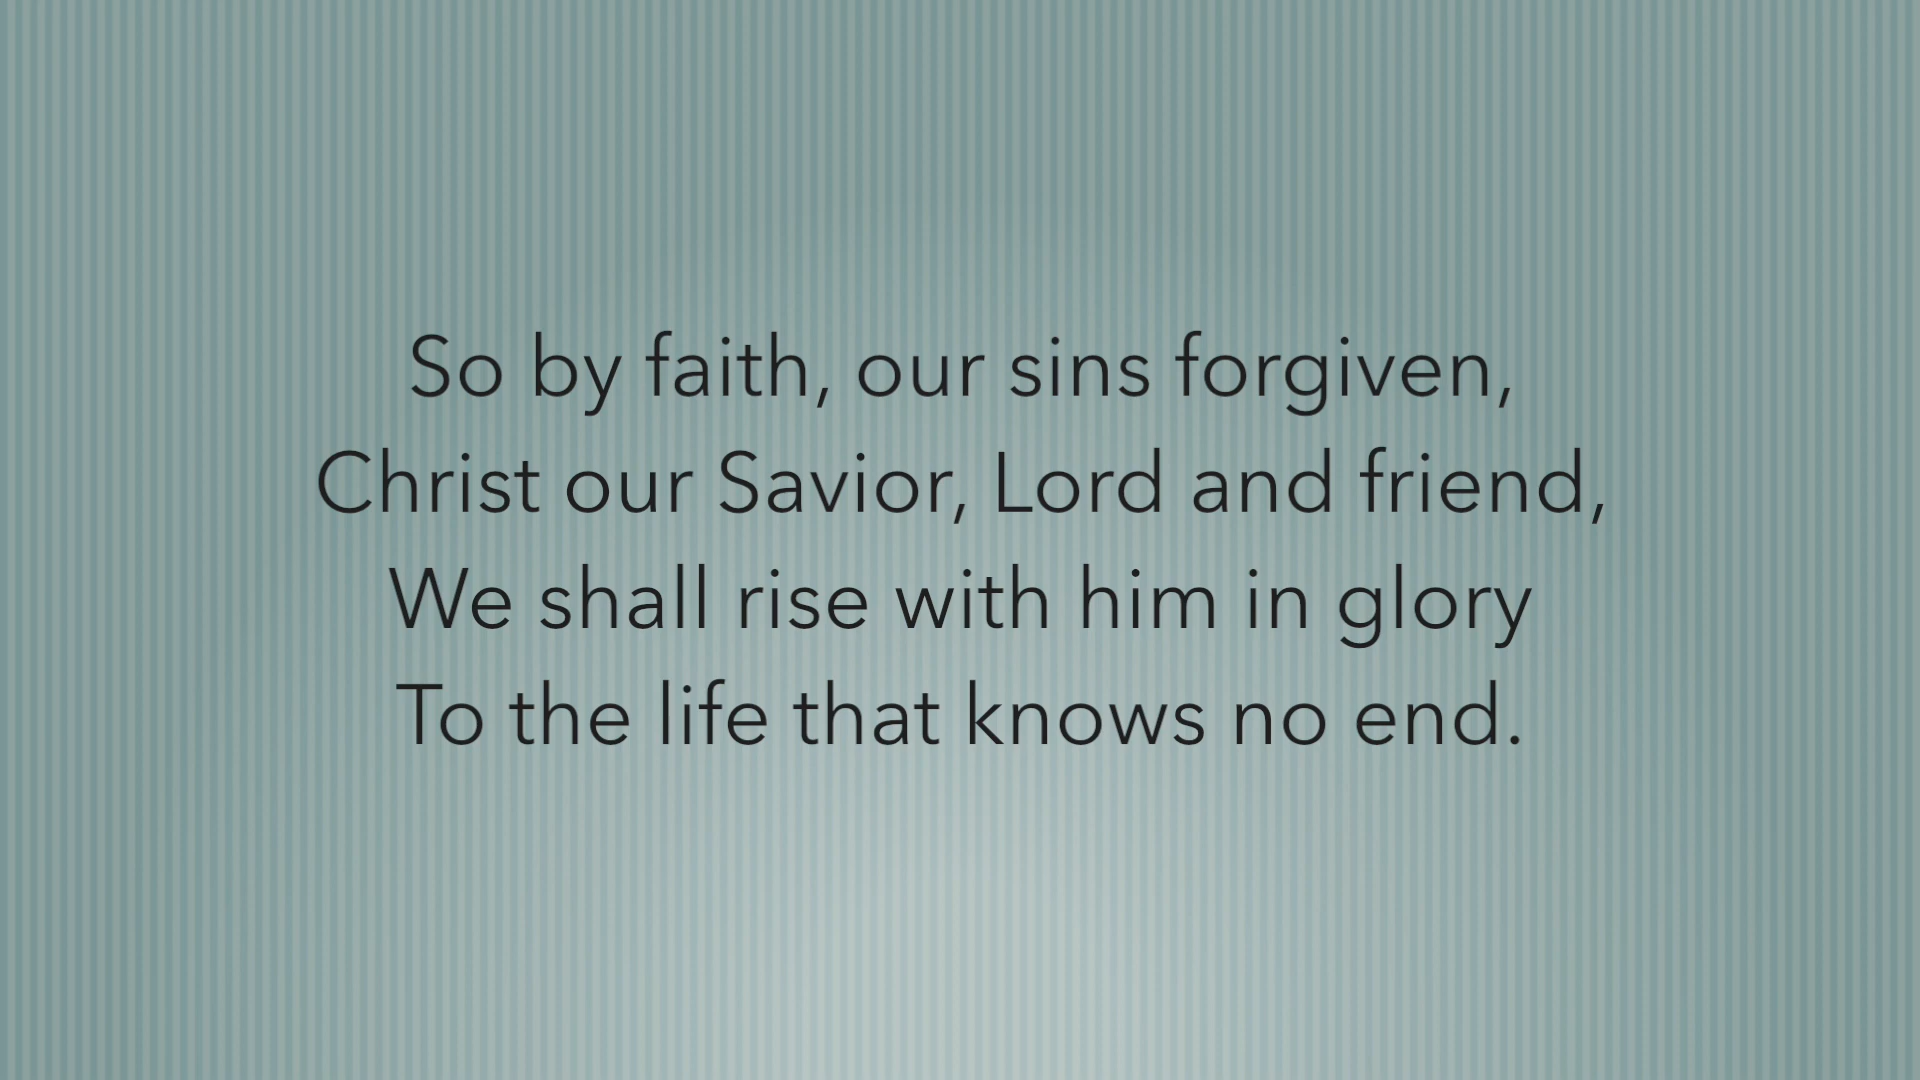 So by faith, our sins forgiven,
Christ our Savior, Lord and friend,
We shall rise with him in glory
To the life that knows no end.